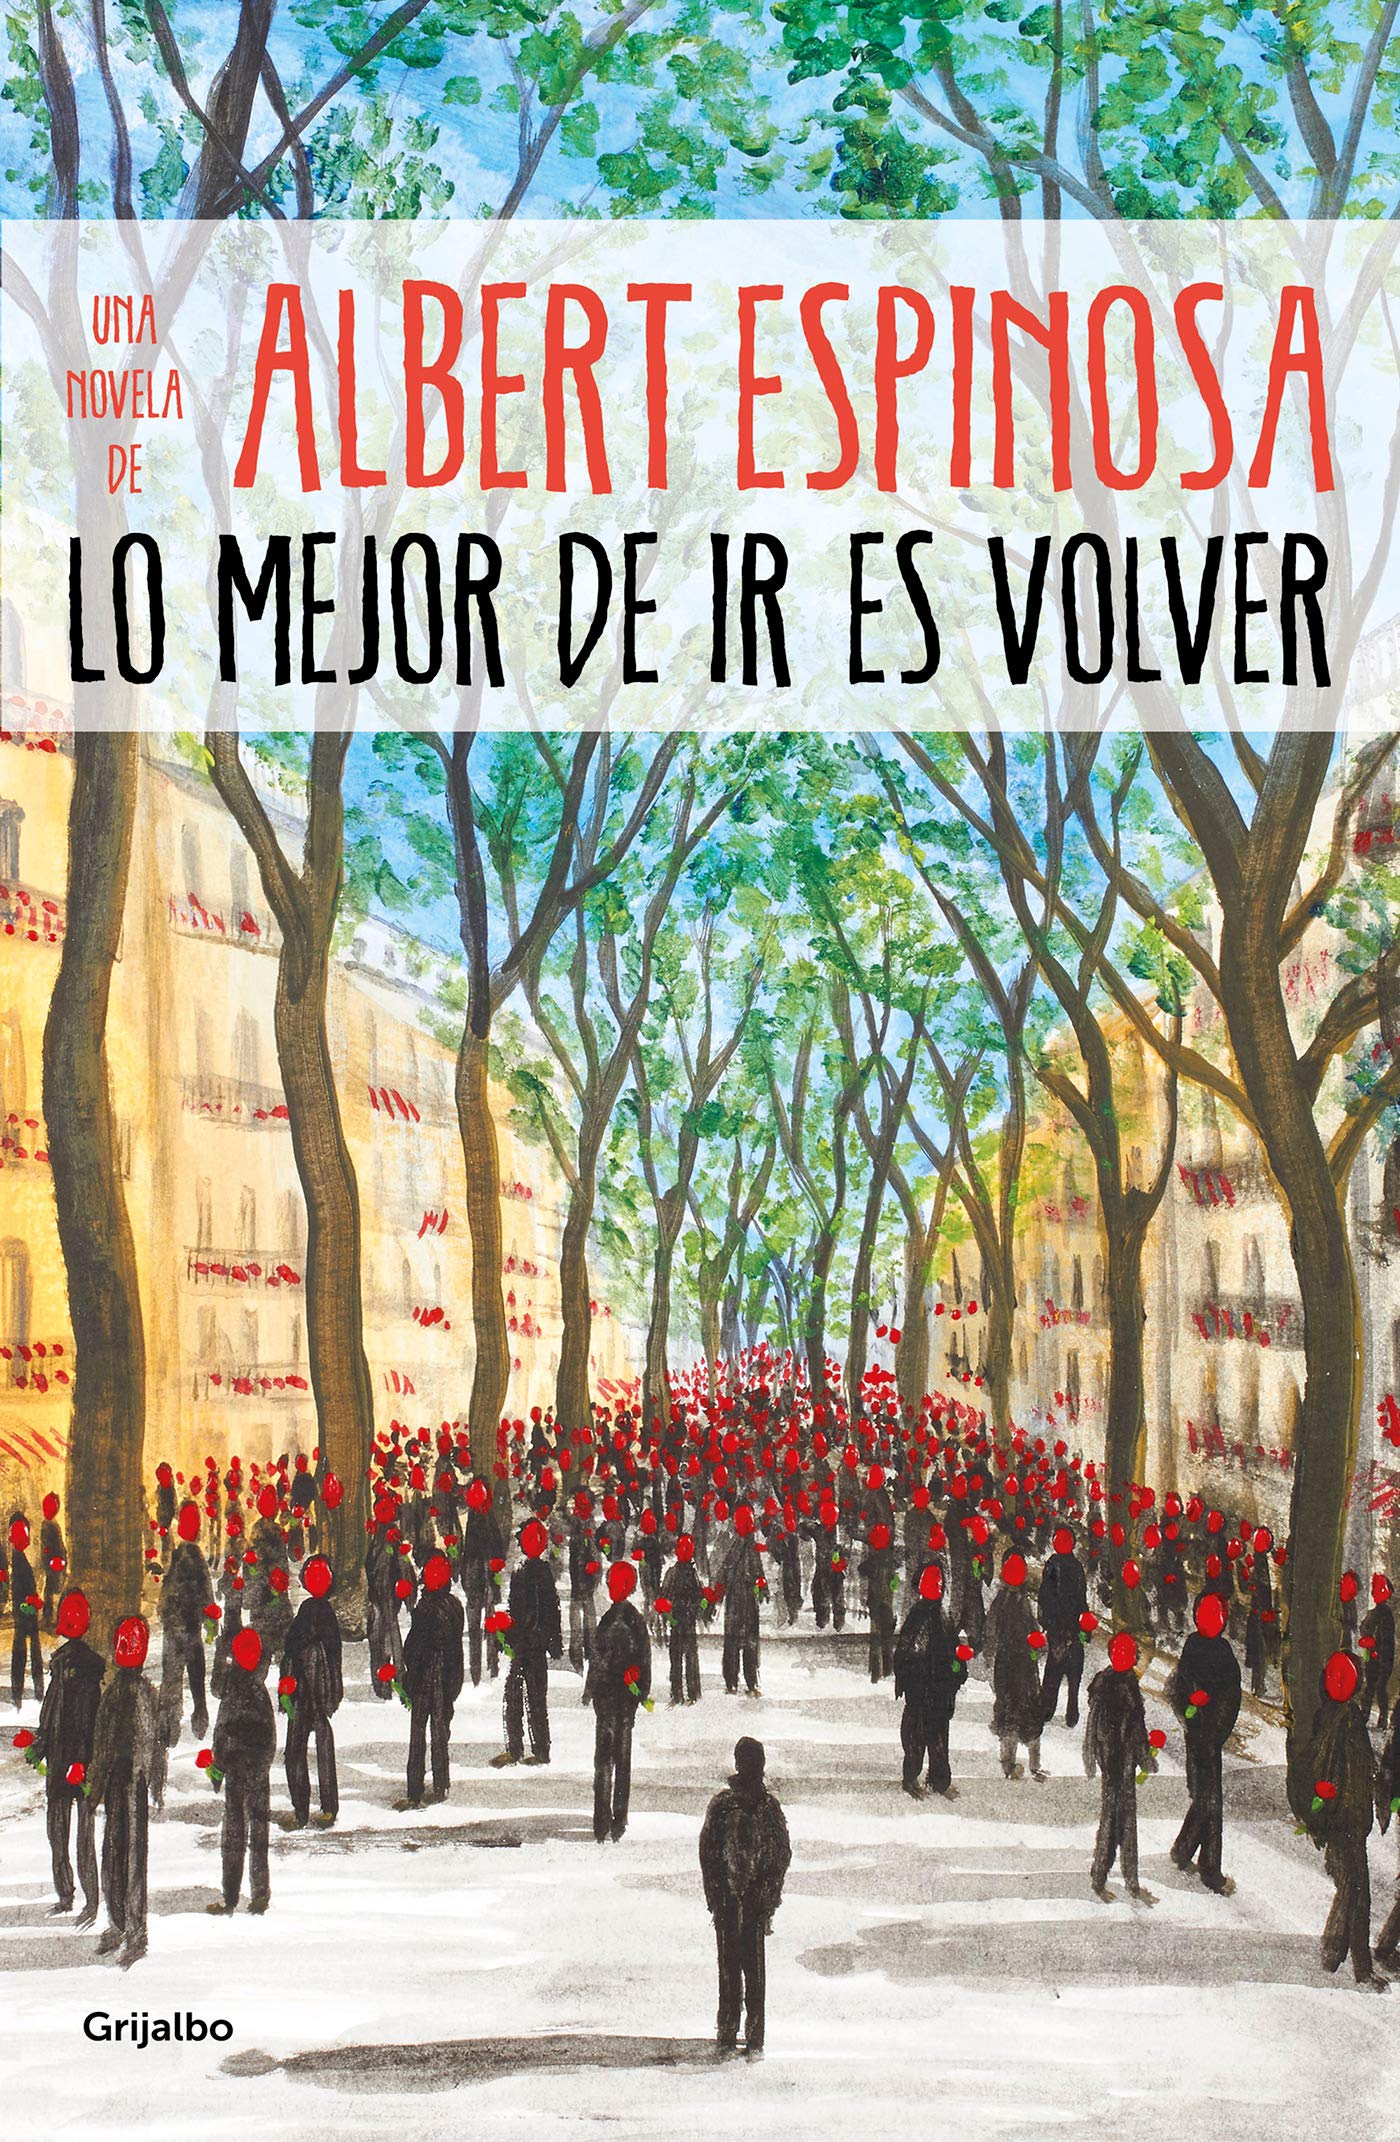 UNA
NOVELA
DE
ALBERT ESPINOSA
LO MEJOR DE IR ES VOLVER
Grijalbo